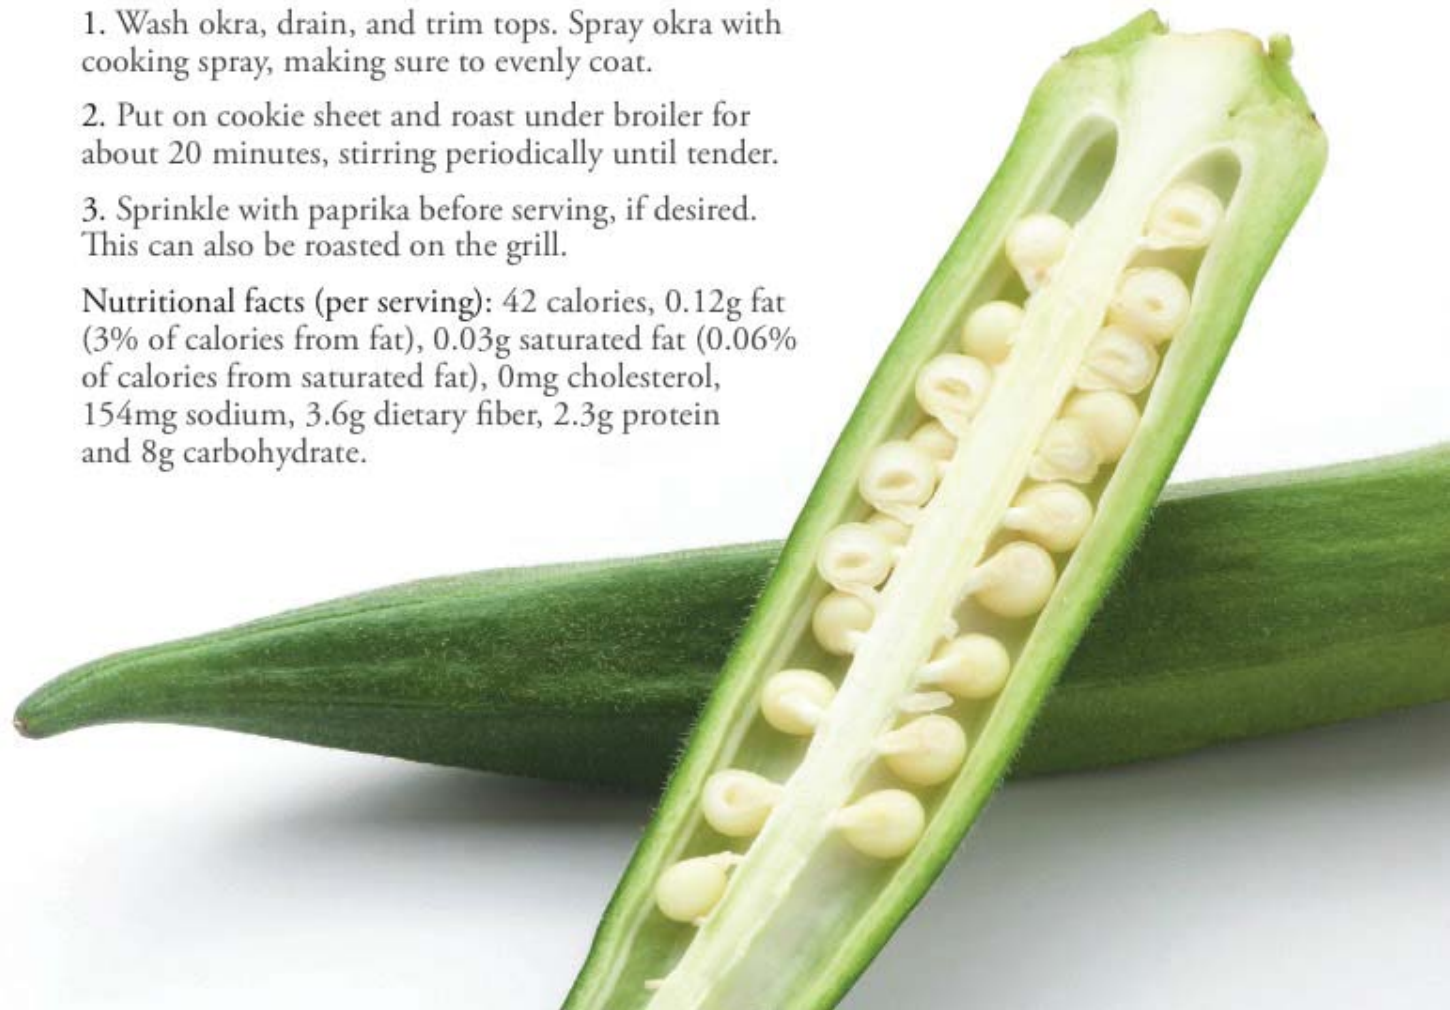 1. Wash okra, drain, and trim tops. Spray okra with
cooking spray, making sure to evenly coat.
2. Put on cookie sheet and roast under broiler for
about 20 minutes, stirring periodically until tender.
3. Sprinkle with paprika before serving, if desired.
This can also be roasted on the grill.
Nutritional facts (per serving): 42 calories, 0.12g fat
(3% of calories from fat), 0.03g saturated fat (0.06%
of calories from saturated fat), 0mg cholesterol,
154mg sodium, 3.6g dietary fiber, 2.3g protein
and 8g carbohydrate.